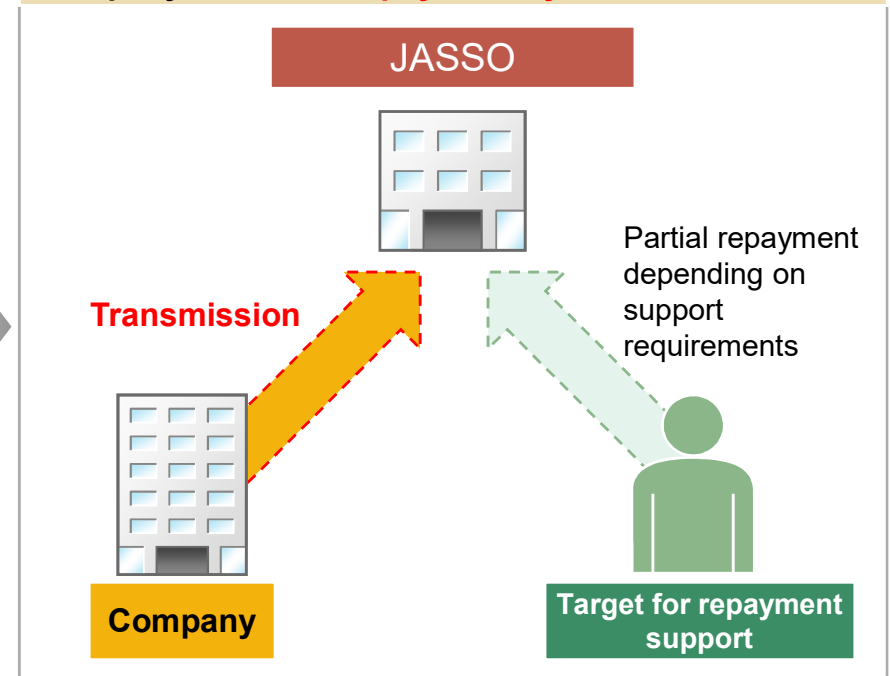 JASSO
Partial repayment
depending on
support
requirements
Transmission
Company
Target for repayment
support